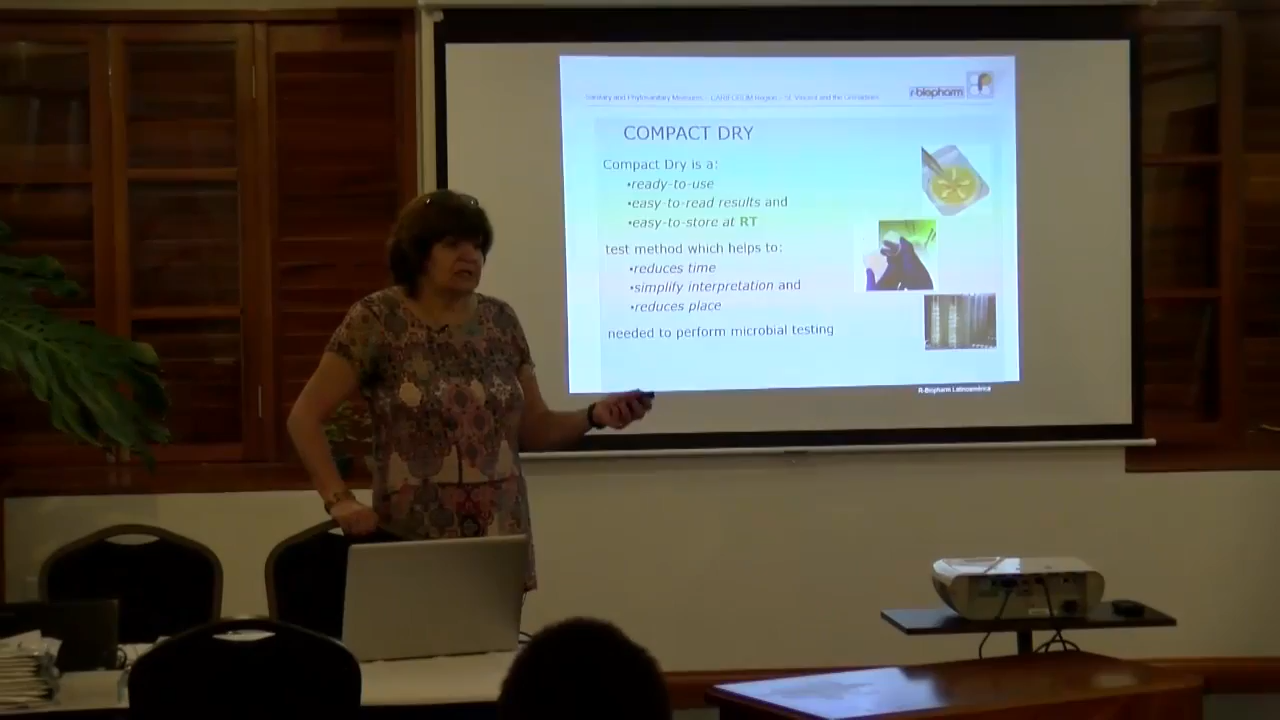 Sanitary and Phytosanitary Measures - CARIFORUM Region - St. Vincent and the Grenadines
r-biopharm
COMPACT DRY
Compact Dry is a:
•ready-to-use
•easy-to-read results and
•easy-to-store at RT
test method which helps to:
•reduces time
•simplify interpretation and
•reduces place
needed to perform microbial testing
R-Biopharm Latinoamérica